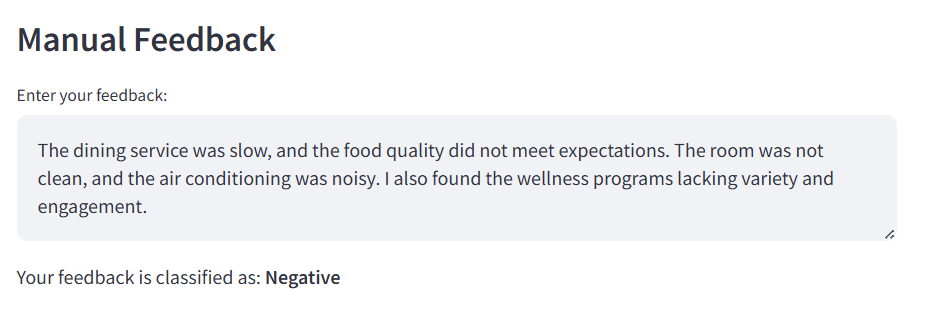 Manual Feedback
Enter your feedback:
The dining service was slow, and the food quality did not meet expectations. The room was not
clean, and the air conditioning was noisy. I also found the wellness programs lacking variety and
engagement.
Your feedback is classified as: Negative